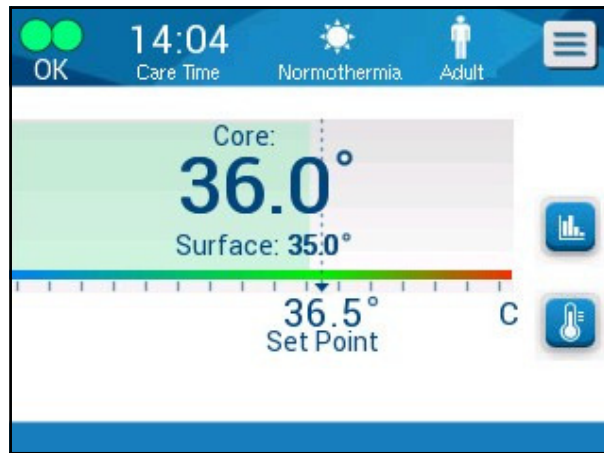 OK
14:04
Care Time
Normothermia
Adult
Core:
36.0°
Surface: 35.0°
36.5°
C
Set Point